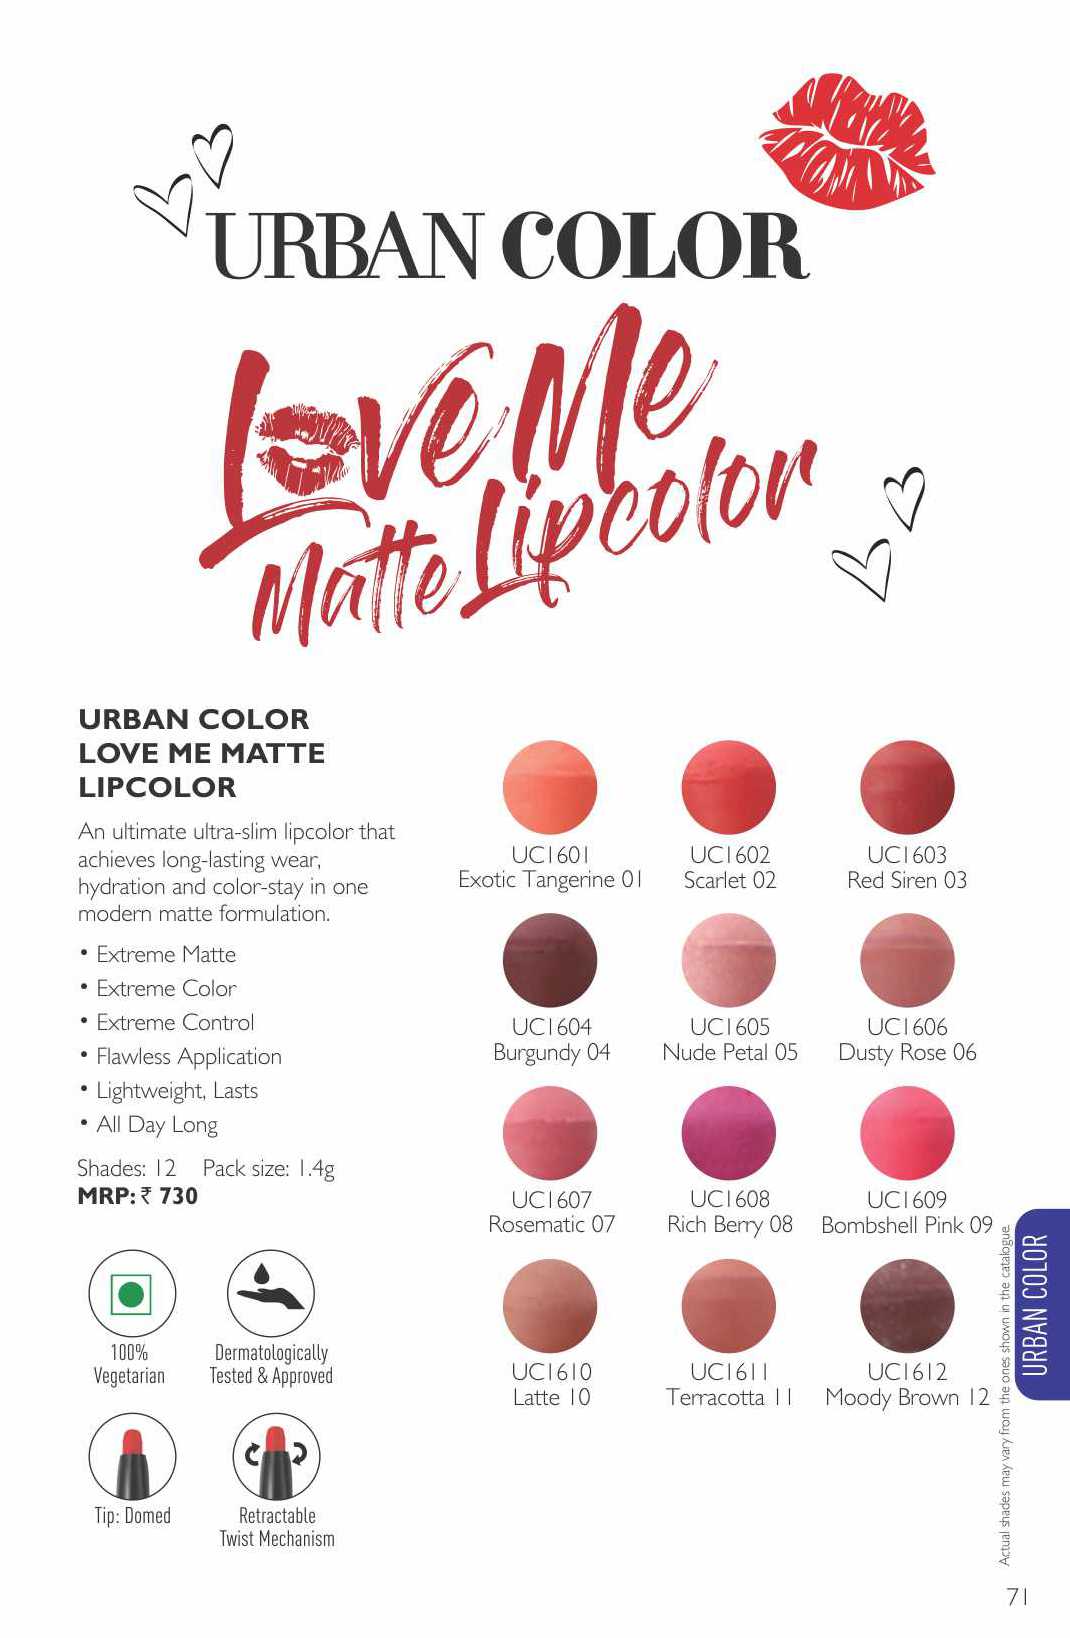 URBAN COLOR
Love Me
Matte Lipcolor
URBAN COLOR
LOVE ME MATTE
LIPCOLOR
An ultimate ultra-slim lipcolor that
achieves long-lasting wear,
hydration and color-stay in one
modern matte formulation.
• Extreme Matte
• Extreme Color
• Extreme Control
• Flawless Application
• Lightweight, Lasts
• All Day Long
Shades: 12 Pack size: 1.4g
MRP: ₹ 730
100%
Vegetarian
Dermatologically
Tested & Approved
Tip: Domed
Retractable
Twist Mechanism
UC1601
Exotic Tangerine 01
UC1602
Scarlet 02
UC1603
Red Siren 03
UC1604
Burgundy 04
UC1605
Nude Petal 05
UC1606
Dusty Rose 06
UC1607
Rosematic 07
UC1608
Rich Berry 08
UC1609
Bombshell Pink 09
UC1610
Latte 10
UC1611
Terracotta 11
UC1612
Moody Brown 12
Actual shades may vary from the ones shown in the catalogue.
URBAN COLOR
71